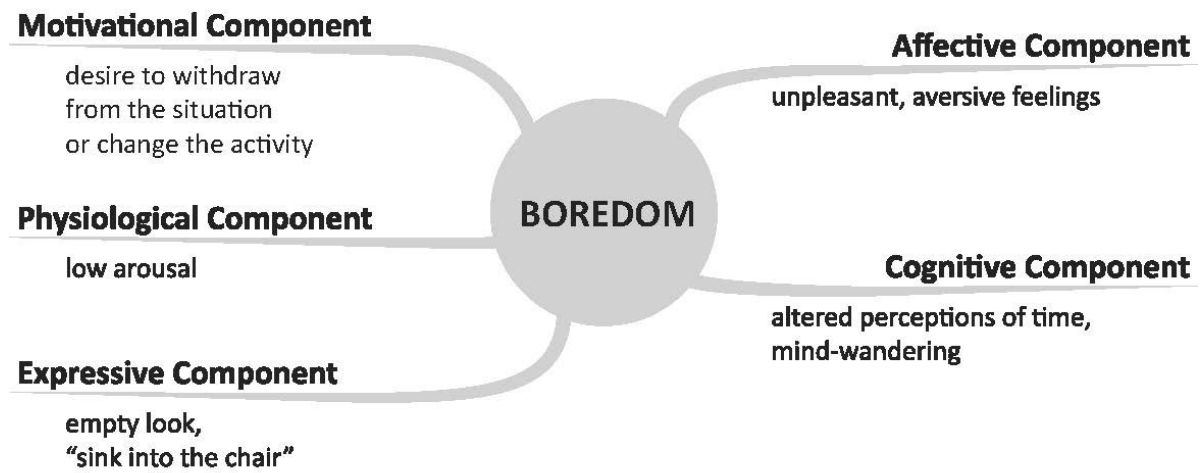 Motivational Component
desire to withdraw
from the situation
or change the activity
Physiological Component
low arousal
Expressive Component
empty look,
“sink into the chair”
BOREDOM
Affective Component
unpleasant, aversive feelings
Cognitive Component
altered perceptions of time,
mind-wandering